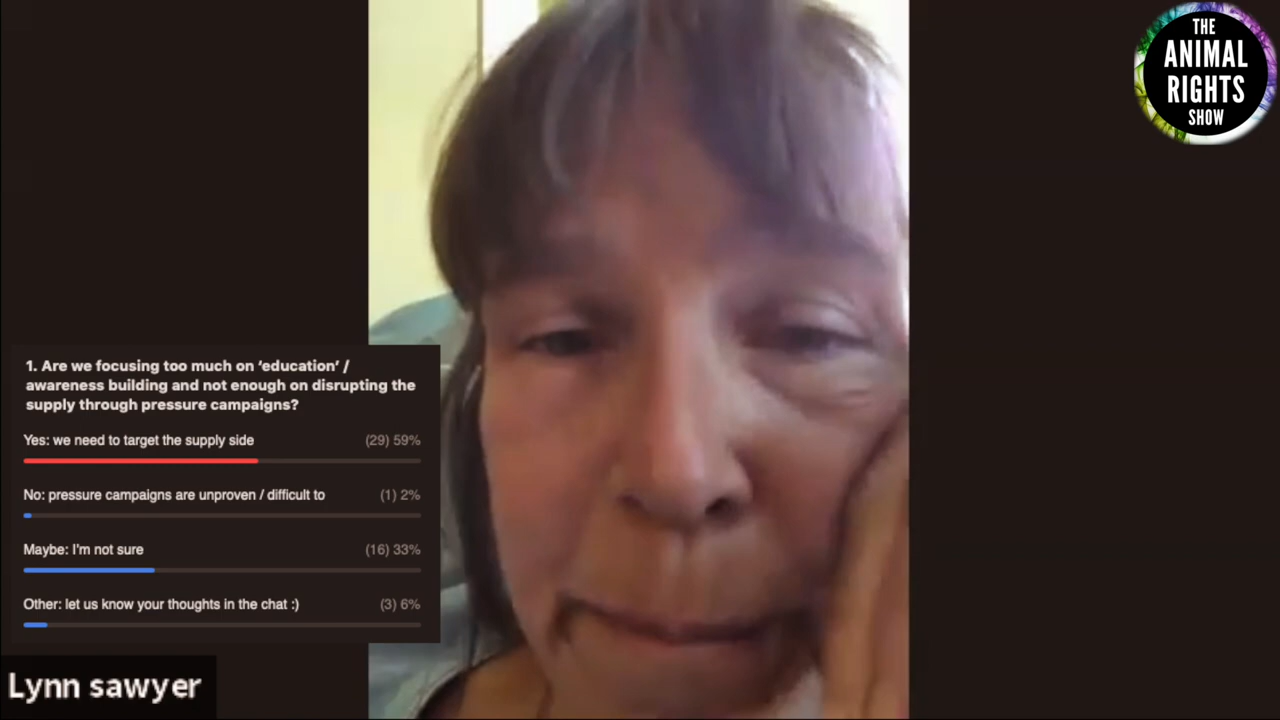 THE
ANIMAL
RIGHTS
SHOW
1. Are we focusing too much on ‘education’ /
awareness building and not enough on disrupting the
supply through pressure campaigns?
Yes: we need to target the supply side (29) 59%
No: pressure campaigns are unproven / difficult to (1) 2%
Maybe: I'm not sure (16) 33%
Other: let us know your thoughts in the chat :) (3) 6%
Lynn sawyer